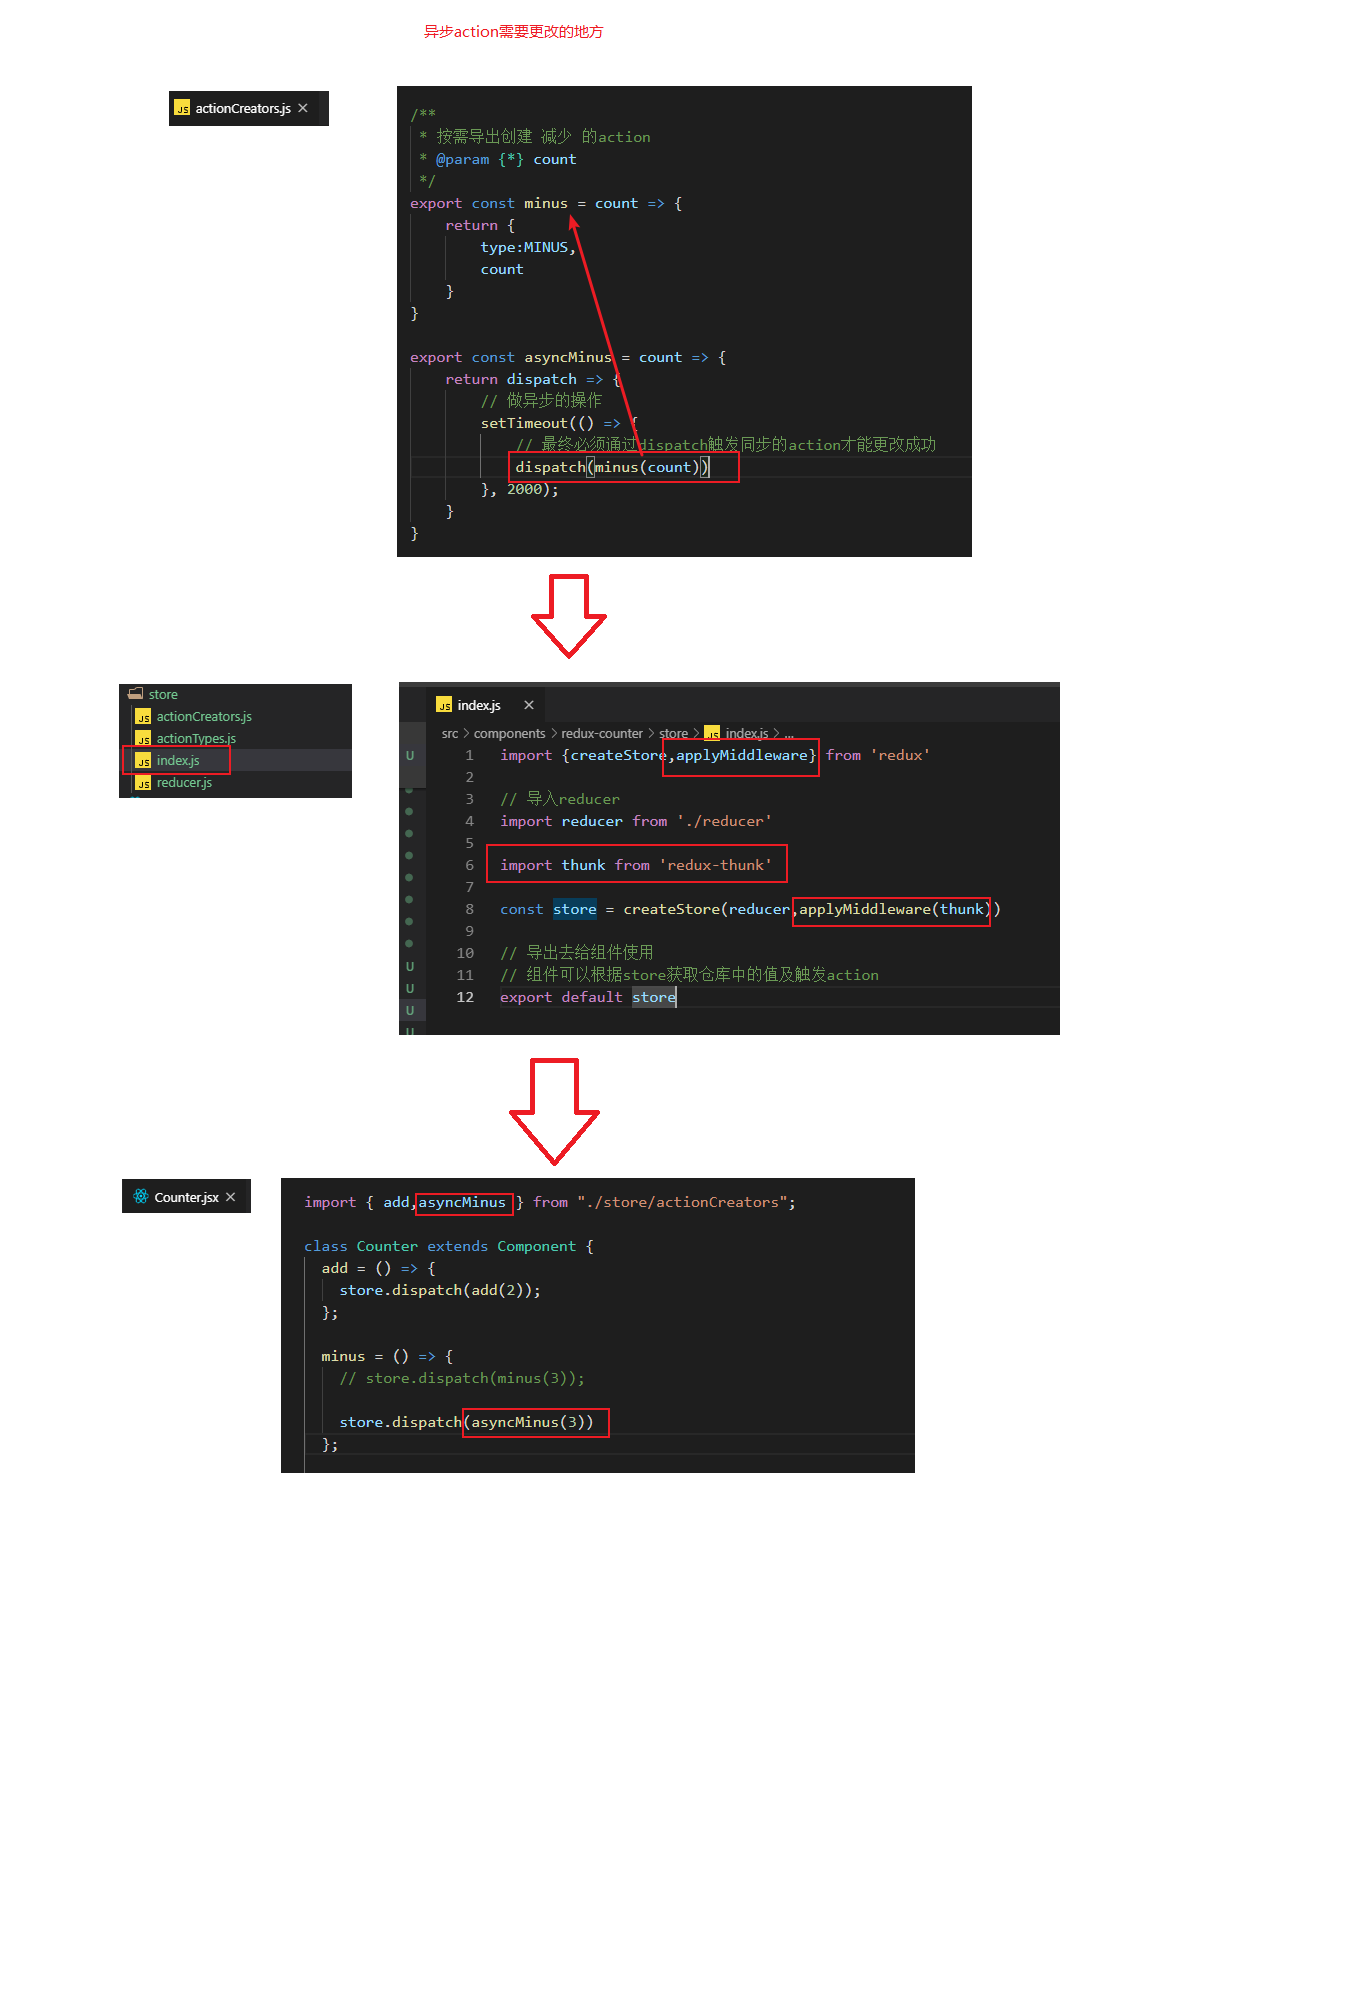 异步action需要更改的地方
actionCreators.js
/**
 * 按需导出创建 减少 的action
 * @param {*} count
 */
export const minus = count => {
    return {
        type:MINUS,
        count
    }
}
export const asyncMinus = count => {
    return dispatch => {
        // 做异步的操作
        setTimeout(() => {
            // 最终必须通过dispatch触发同步的action才能更改成功
            dispatch(minus(count))
        }, 2000);
    }
}
store
actionCreators.js
actionTypes.js
index.js
reducer.js
index.js
src > components > redux-counter > store > index.js > ...
U
1 import {createStore,applyMiddleware} from 'redux'
2
3 // 导入reducer
4 import reducer from './reducer'
5
6 import thunk from 'redux-thunk'
7
8 const store = createStore(reducer,applyMiddleware(thunk))
9
10 // 导出去给组件使用
11 // 组件可以根据store获取仓库中的值及触发action
12 export default store
U
U
U
U
Counter.jsx
import { add,asyncMinus } from "./store/actionCreators";
class Counter extends Component {
  add = () => {
    store.dispatch(add(2));
  };
  minus = () => {
    // store.dispatch(minus(3));
    store.dispatch(asyncMinus(3))
  };